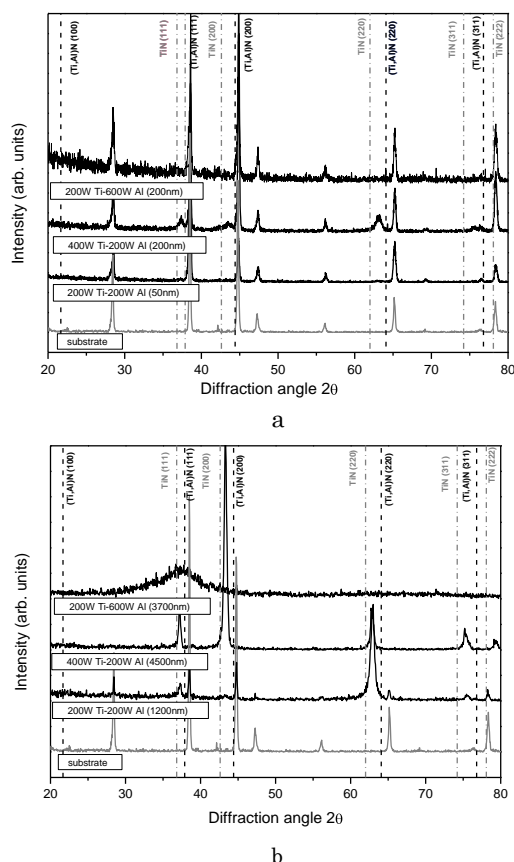 TiN (111)
(Ti,Al)N (100)
(Ti,Al)N (111)
TiN (200)
(Ti,Al)N (200)
TiN (220)
(Ti,Al)N (220)
TiN (311)
(Ti,Al)N (311)
TiN (222)
Intensity (arb. units)
200W Ti-600W Al (200nm)
400W Ti-200W Al (200nm)
200W Ti-200W Al (50nm)
substrate
20 30 40 50 60 70 80
Diffraction angle 2θ
a
(Ti,Al)N (100)
TiN (111)
(Ti,Al)N (111)
TiN (200)
(Ti,Al)N (200)
TiN (220)
(Ti,Al)N (220)
TiN (311)
(Ti,Al)N (311)
TiN (222)
Intensity (arb. units)
200W Ti-600W Al (3700nm)
400W Ti-200W Al (4500nm)
200W Ti-200W Al (1200nm)
substrate
20 30 40 50 60 70 80
Diffraction angle 2θ
b